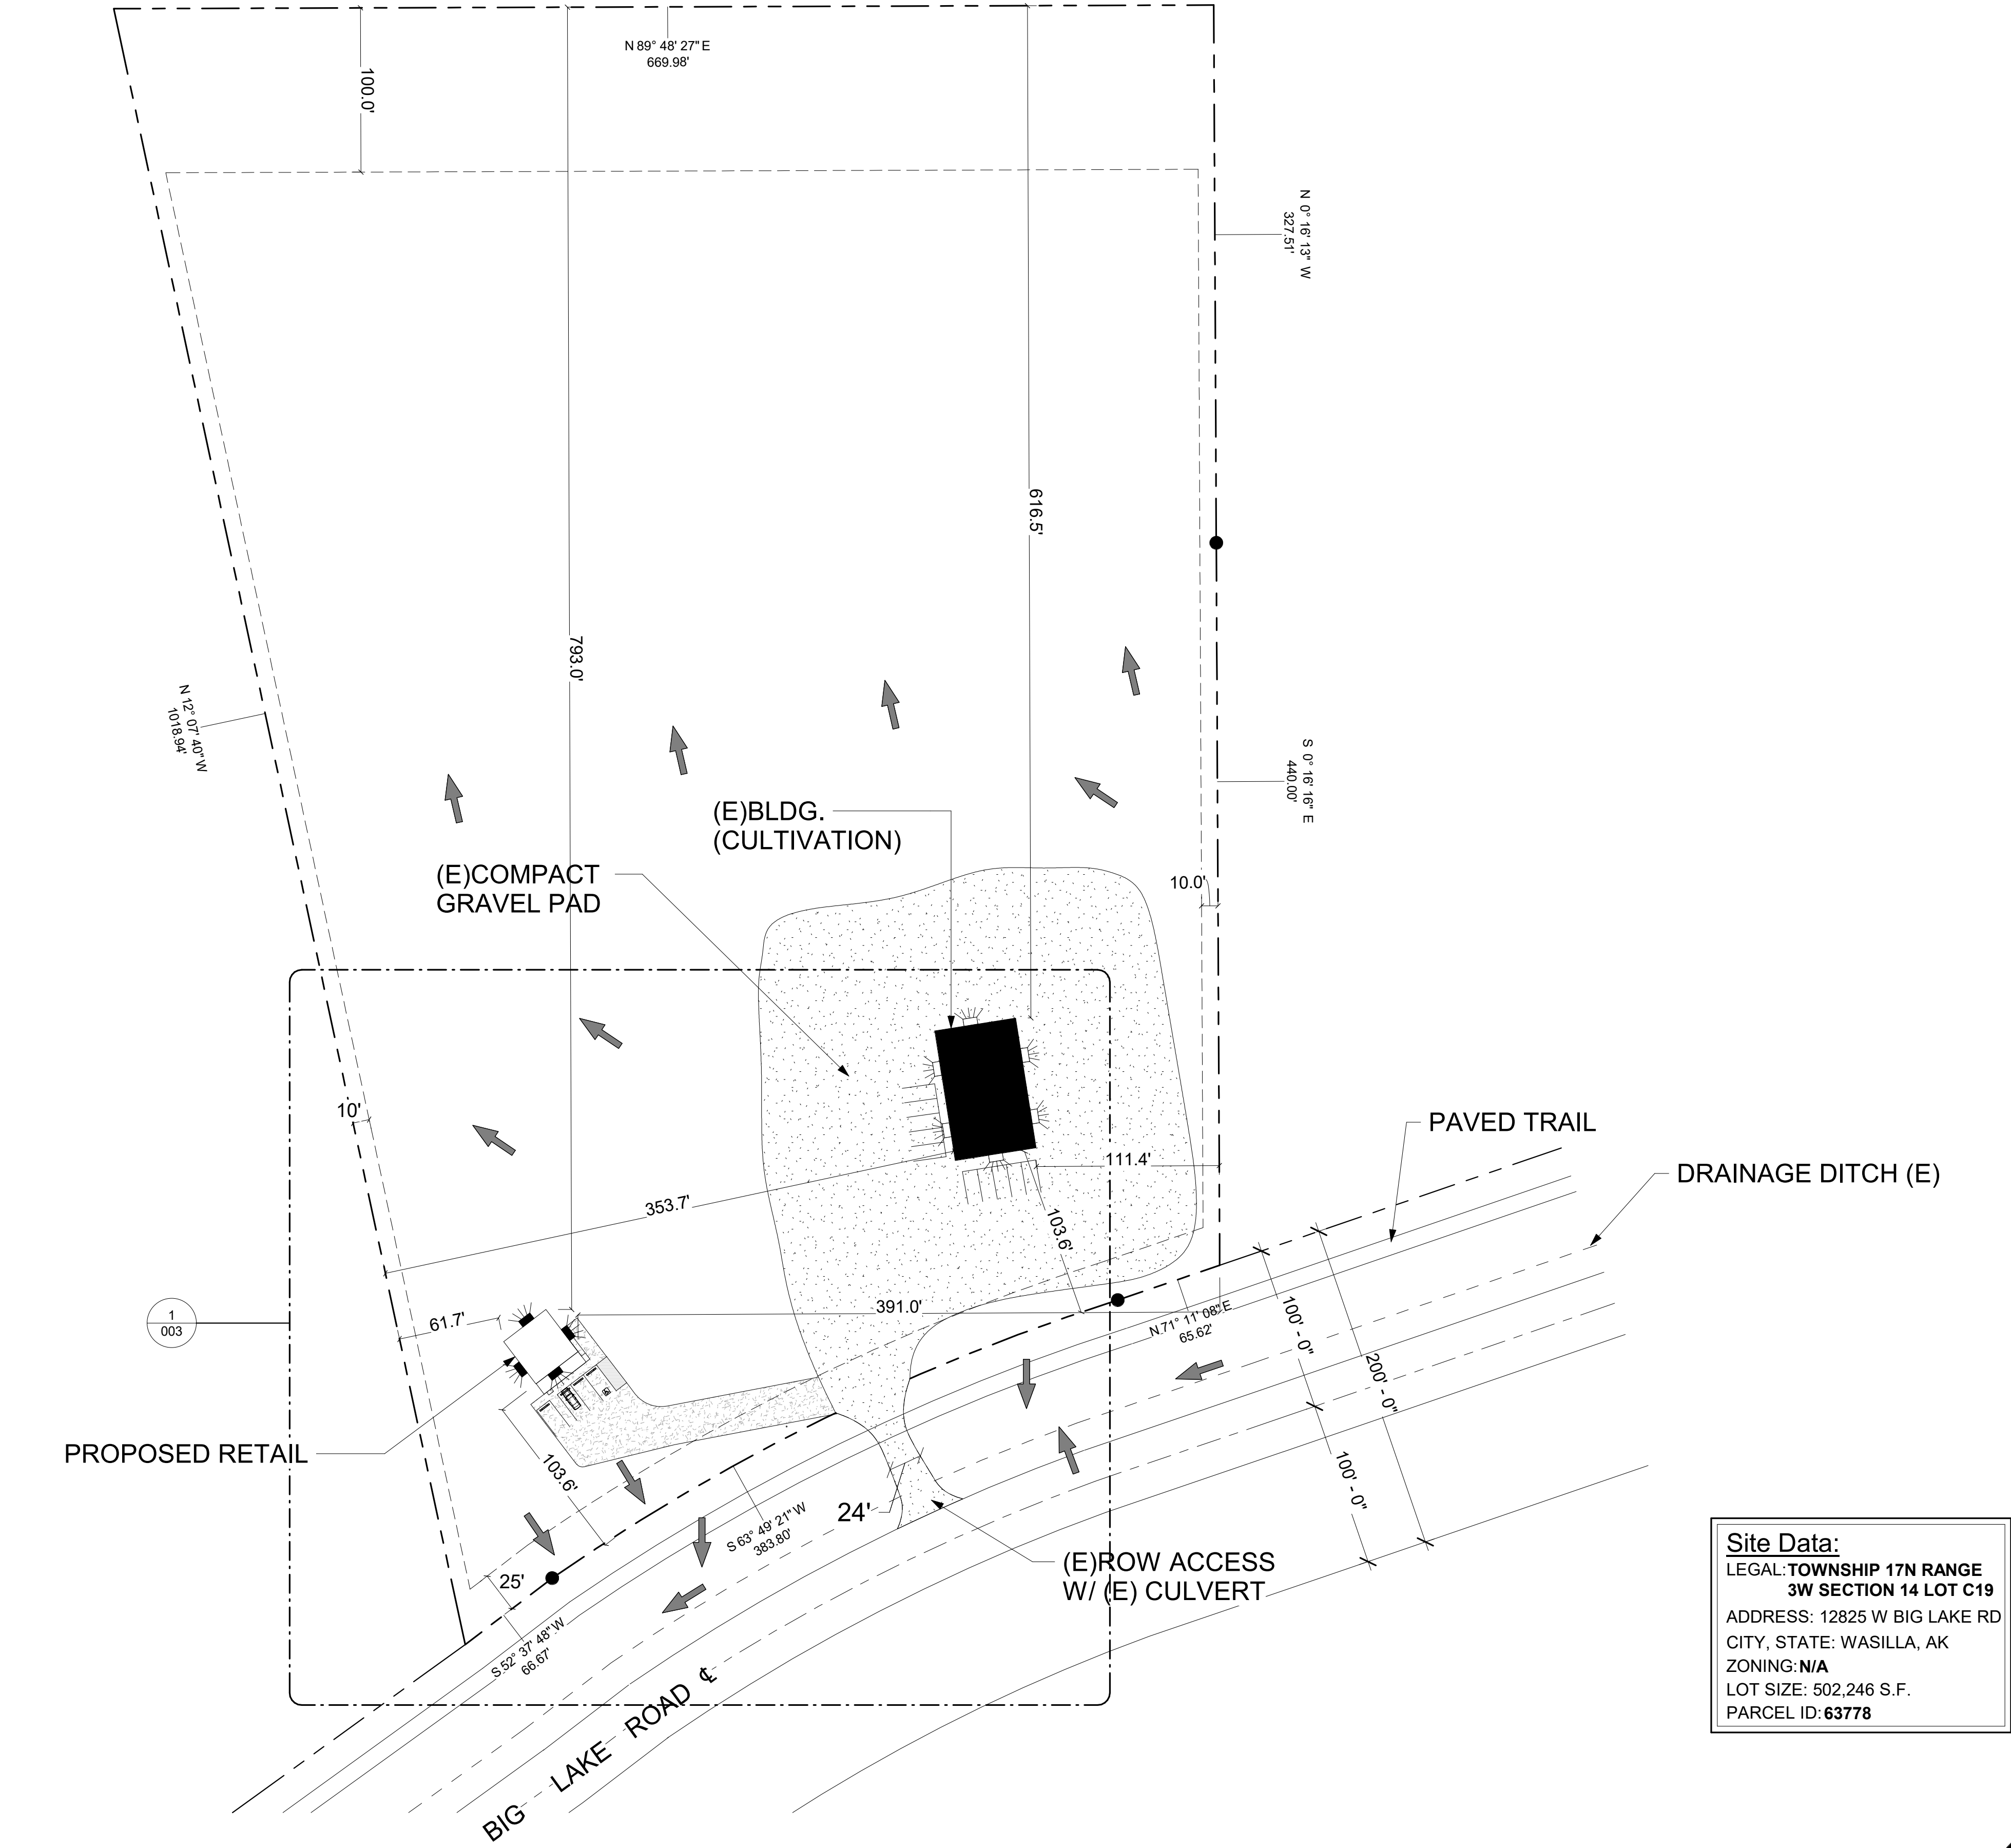 N 89° 48' 27" E
669.98'
100.0'
N 0° 16' 13" W
327.51'
616.5'
793.0'
N 12° 07' 40" W
1018.94'
S 0° 16' 16" E
440.00'
(E)BLDG.
(CULTIVATION)
(E)COMPACT
GRAVEL PAD
10.0'
10'
PAVED TRAIL
111.4'
DRAINAGE DITCH (E)
353.7'
103.6'
391.0'
61.7'
1
003
N 71° 11' 08" E
65.62'
100' - 0"
200' - 0"
PROPOSED RETAIL
103.6'
100' - 0"
24'
S 63° 49' 21" W
383.80'
(E)ROW ACCESS
W/ (E) CULVERT
25'
S 52° 37' 48" W
66.67'
BIG LAKE ROAD ℄
Site Data:
LEGAL: TOWNSHIP 17N RANGE
3W SECTION 14 LOT C19
ADDRESS: 12825 W BIG LAKE RD
CITY, STATE: WASILLA, AK
ZONING: N/A
LOT SIZE: 502,246 S.F.
PARCEL ID: 63778